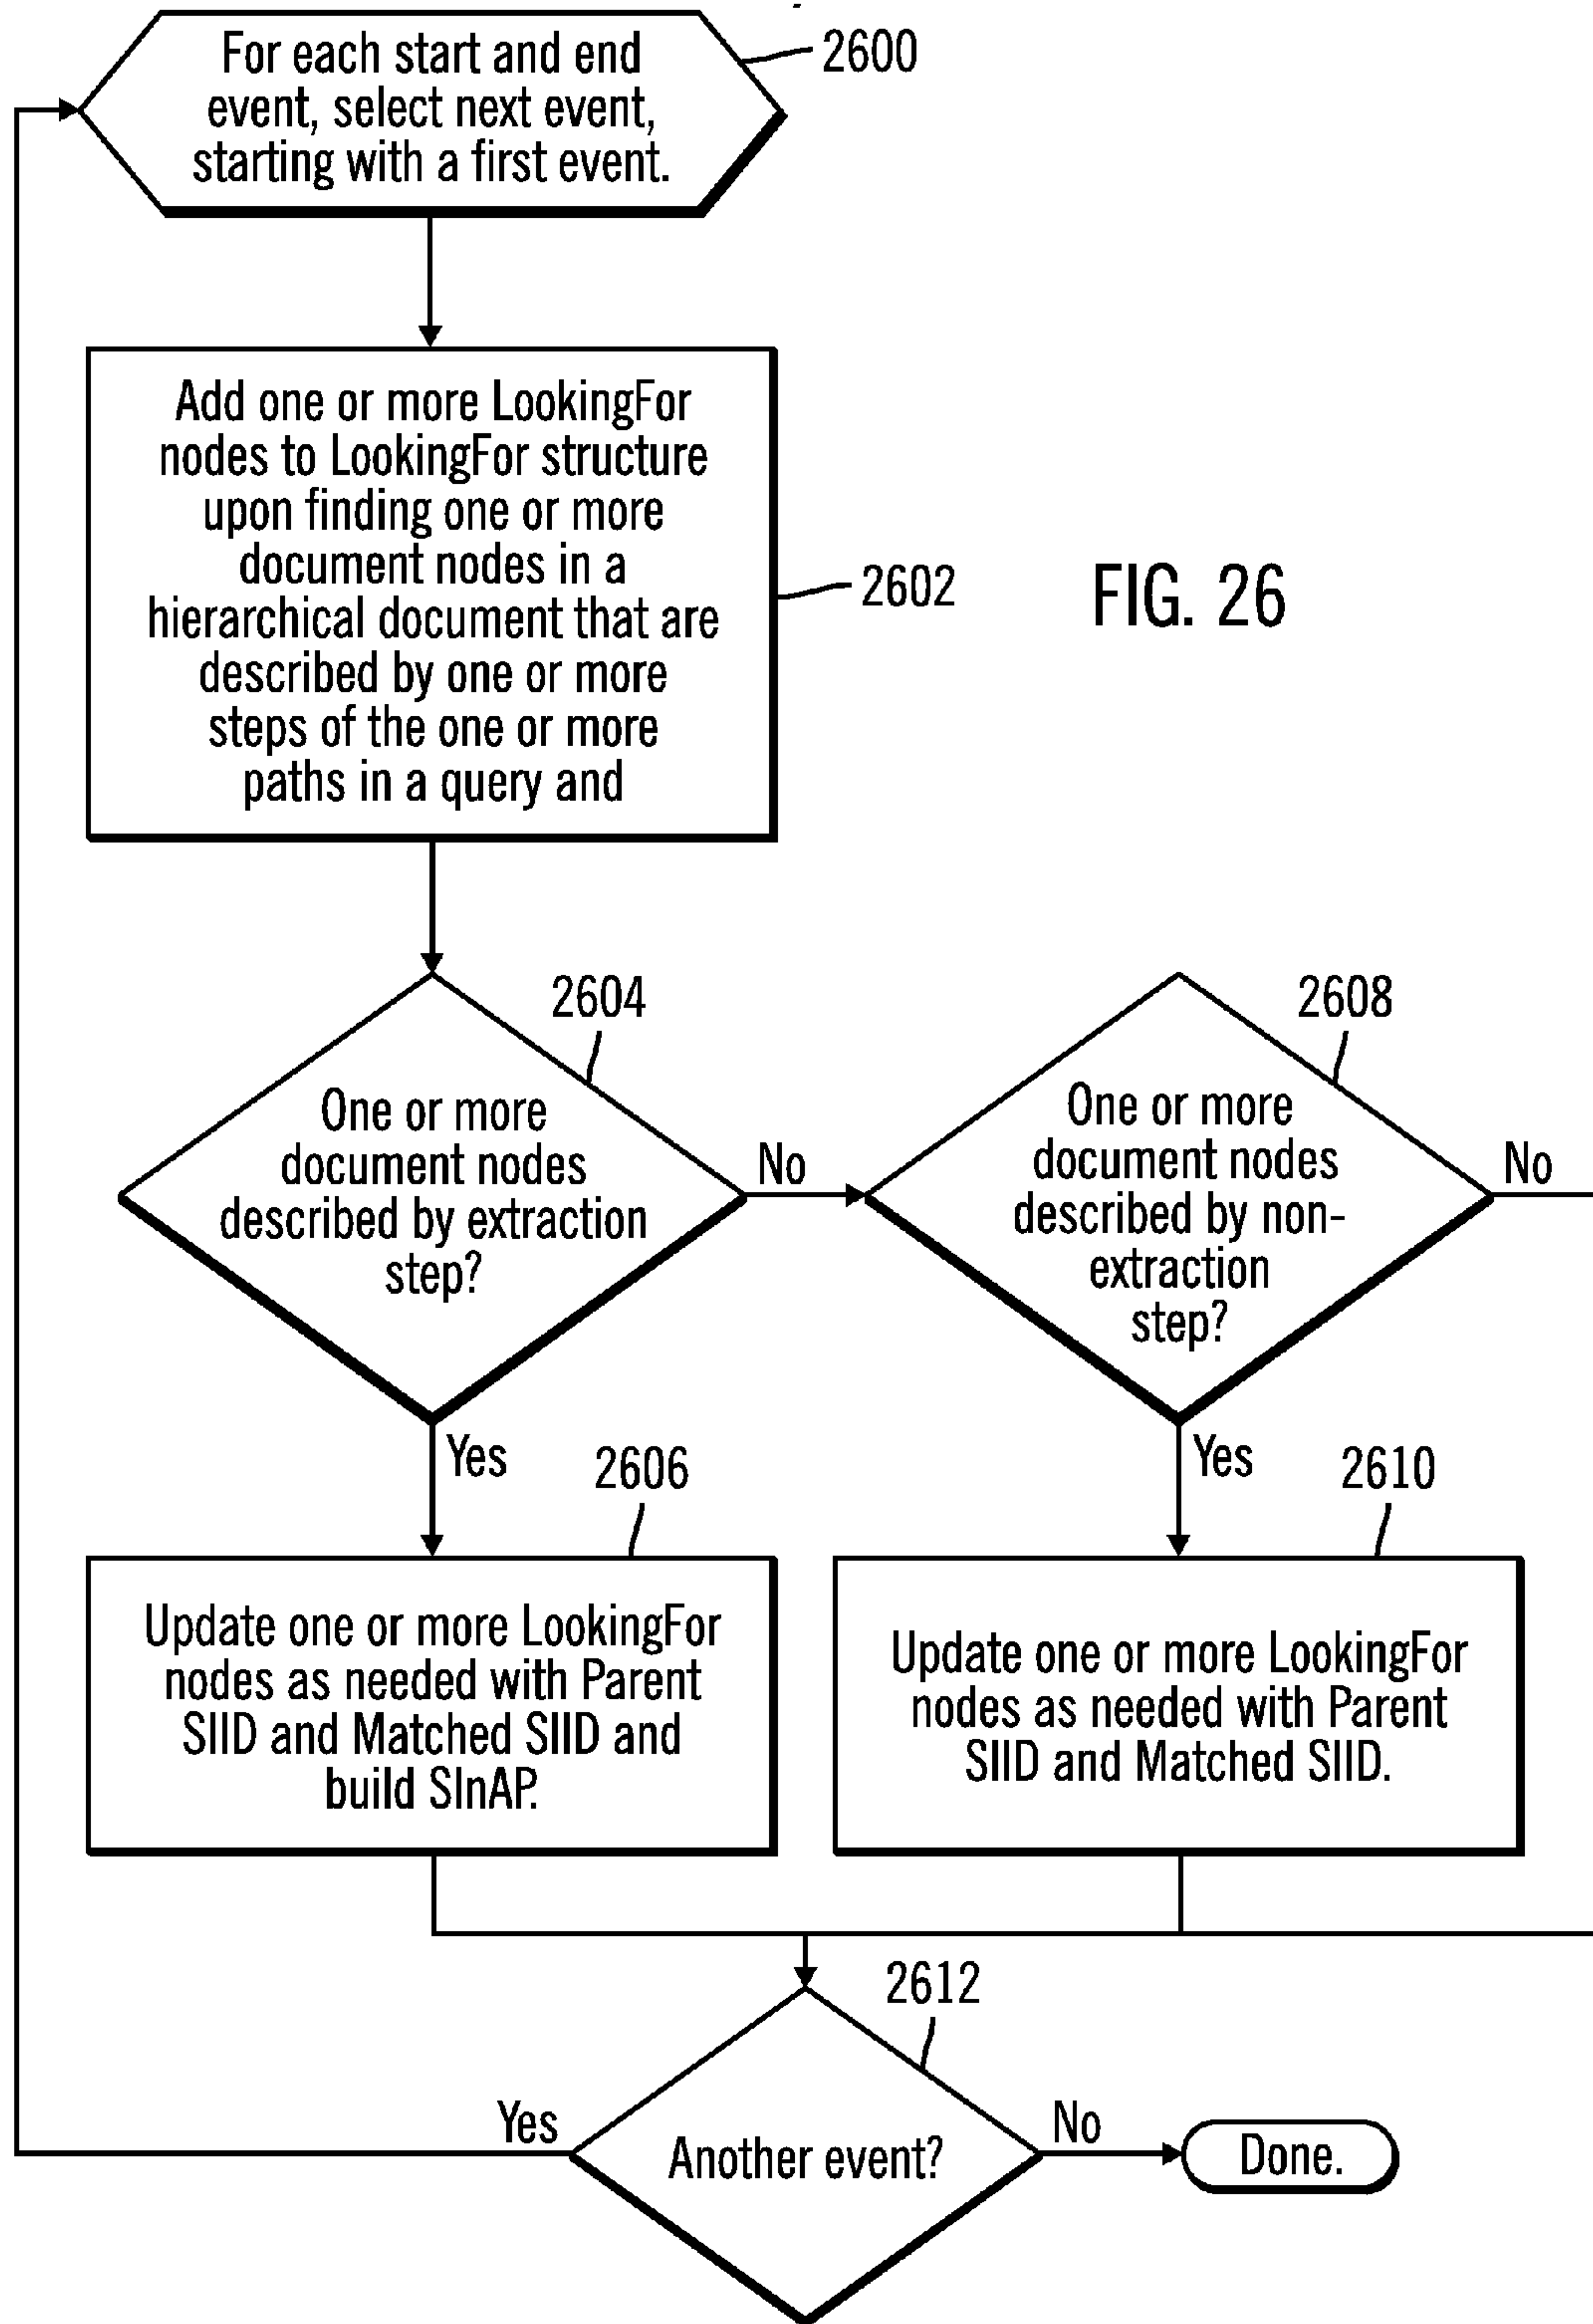 For each start and end
event, select next event,
starting with a first event.
2600
Add one or more LookingFor
nodes to LookingFor structure
upon finding one or more
document nodes in a
hierarchical document that are
described by one or more
steps of the one or more
paths in a query and
2602
FIG. 26
2604
One or more
document nodes
described by extraction
step?
No
Yes
2608
One or more
document nodes
described by non-
extraction
step?
No
Yes
2606
Update one or more LookingFor
nodes as needed with Parent
SIID and Matched SIID and
build SInAP.
2610
Update one or more LookingFor
nodes as needed with Parent
SIID and Matched SIID.
2612
Another event?
Yes
No
Done.